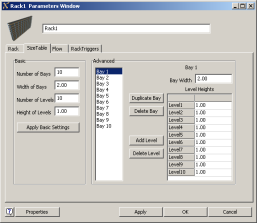 Rack1 Parameters Window
Rack1
Rack SizeTable Flow RackTriggers
Basic
Number of Bays 10
Width of Bays 2.00
Number of Levels 10
Height of Levels 1.00
Apply Basic Settings
Advanced
Bay 1
Bay 2
Bay 3
Bay 4
Bay 5
Bay 6
Bay 7
Bay 8
Bay 9
Bay 10
Duplicate Bay
Delete Bay
Add Level
Delete Level
Bay 1
Bay Width 2.00
Level Heights
Level1 1.00
Level2 1.00
Level3 1.00
Level4 1.00
Level5 1.00
Level6 1.00
Level7 1.00
Level8 1.00
Level9 1.00
Level10 1.00
? Properties Apply OK Cancel